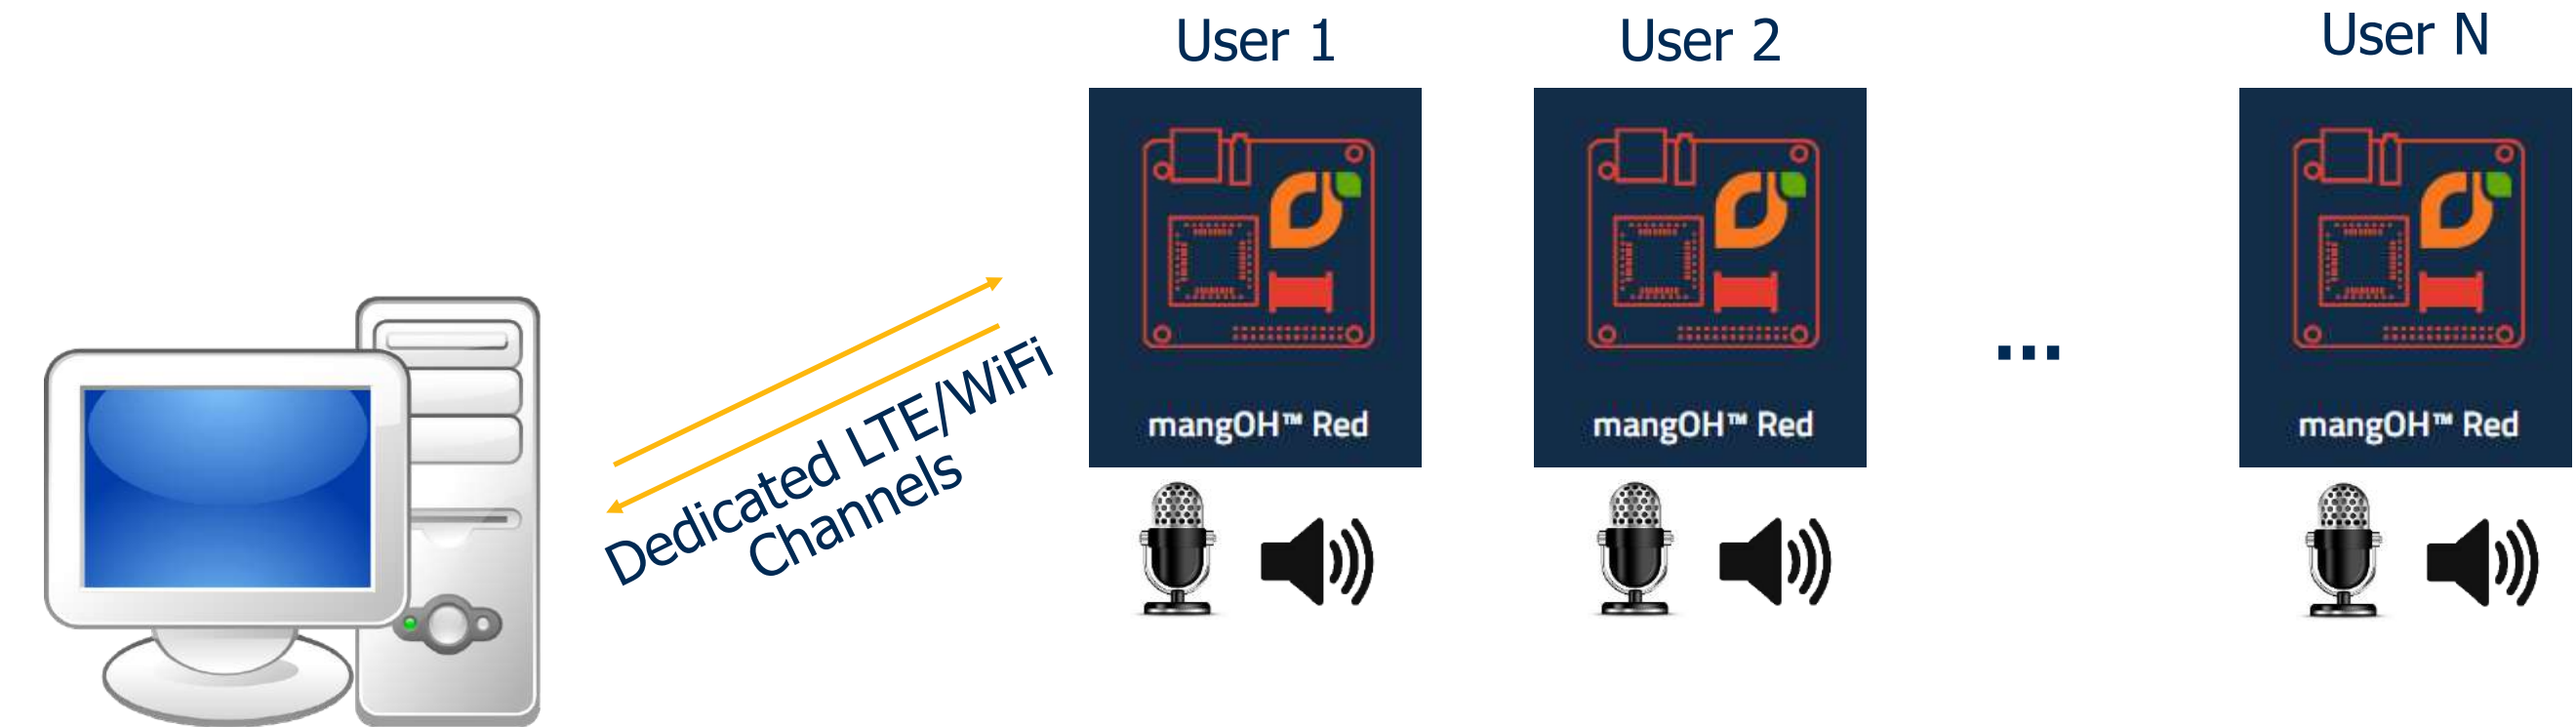 User 1
User 2
User N
mangOH™ Red
mangOH™ Red
...
mangOH™ Red
Dedicated LTE/WiFi
Channels